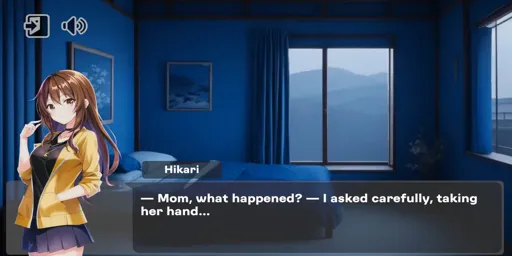 Hikari
— Mom, what happened? — I asked carefully, taking
her hand...